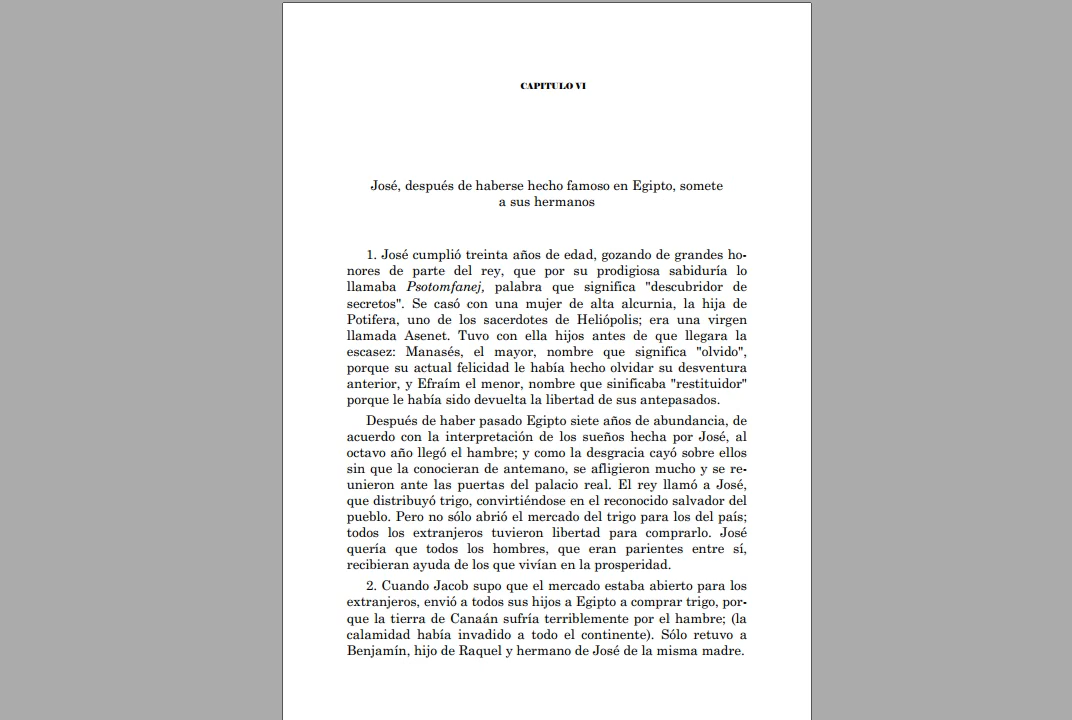 CAPITULO VI
José, después de haberse hecho famoso en Egipto, somete
a sus hermanos
1. José cumplió treinta años de edad, gozando de grandes ho-
nores de parte del rey, que por su prodigiosa sabiduría lo
llamaba Psotomfanej, palabra que significa "descubridor de
secretos". Se casó con una mujer de alta alcurnia, la hija de
Potifera, uno de los sacerdotes de Heliópolis; era una virgen
llamada Asenet. Tuvo con ella hijos antes de que llegara la
escasez: Manasés, el mayor, nombre que significa "olvido",
porque su actual felicidad le había hecho olvidar su desventura
anterior, y Efraím el menor, nombre que sinificaba "restituidor"
porque le había sido devuelta la libertad de sus antepasados.
Después de haber pasado Egipto siete años de abundancia, de
acuerdo con la interpretación de los sueños hecha por José, al
octavo año llegó el hambre; y como la desgracia cayó sobre ellos
sin que la conocieran de antemano, se afligieron mucho y se re-
unieron ante las puertas del palacio real. El rey llamó a José,
que distribuyó trigo, convirtiéndose en el reconocido salvador del
pueblo. Pero no sólo abrió el mercado del trigo para los del país;
todos los extranjeros tuvieron libertad para comprarlo. José
quería que todos los hombres, que eran parientes entre sí,
recibieran ayuda de los que vivían en la prosperidad.
2. Cuando Jacob supo que el mercado estaba abierto para los
extranjeros, envió a todos sus hijos a Egipto a comprar trigo, por-
que la tierra de Canaán sufría terriblemente por el hambre; (la
calamidad había invadido a todo el continente). Sólo retuvo a
Benjamín, hijo de Raquel y hermano de José de la misma madre.